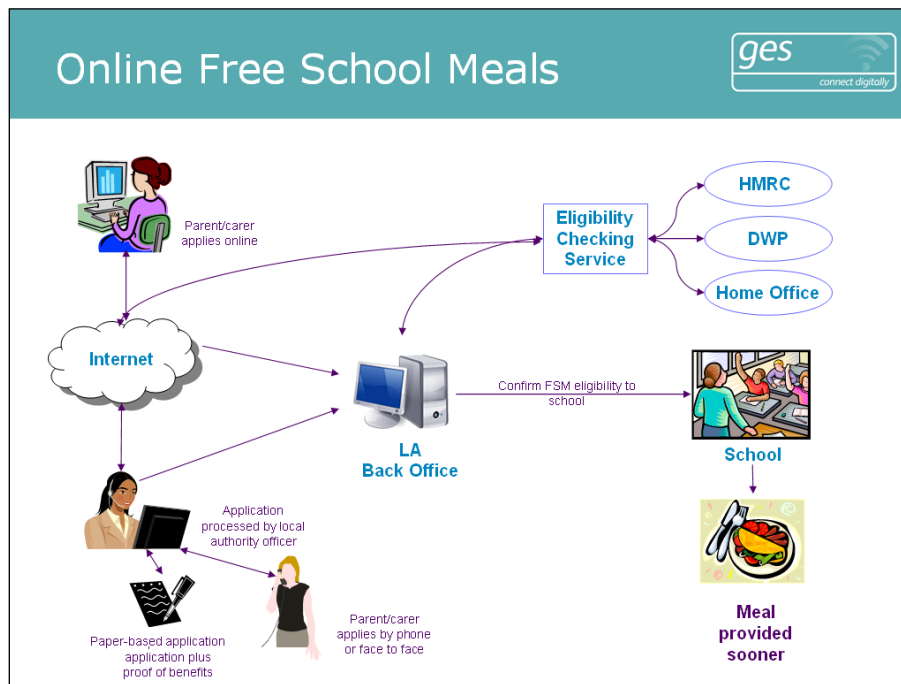 Online Free School Meals
ges
connect digitally
Parent/carer
applies online
Eligibility
Checking
Service
HMRC
DWP
Home Office
Internet
LA
Back Office
Confirm FSM eligibility to
school
School
Application
processed by local
authority officer
Paper-based application
application plus
proof of benefits
Parent/carer
applies by phone
or face to face
Meal
provided
sooner